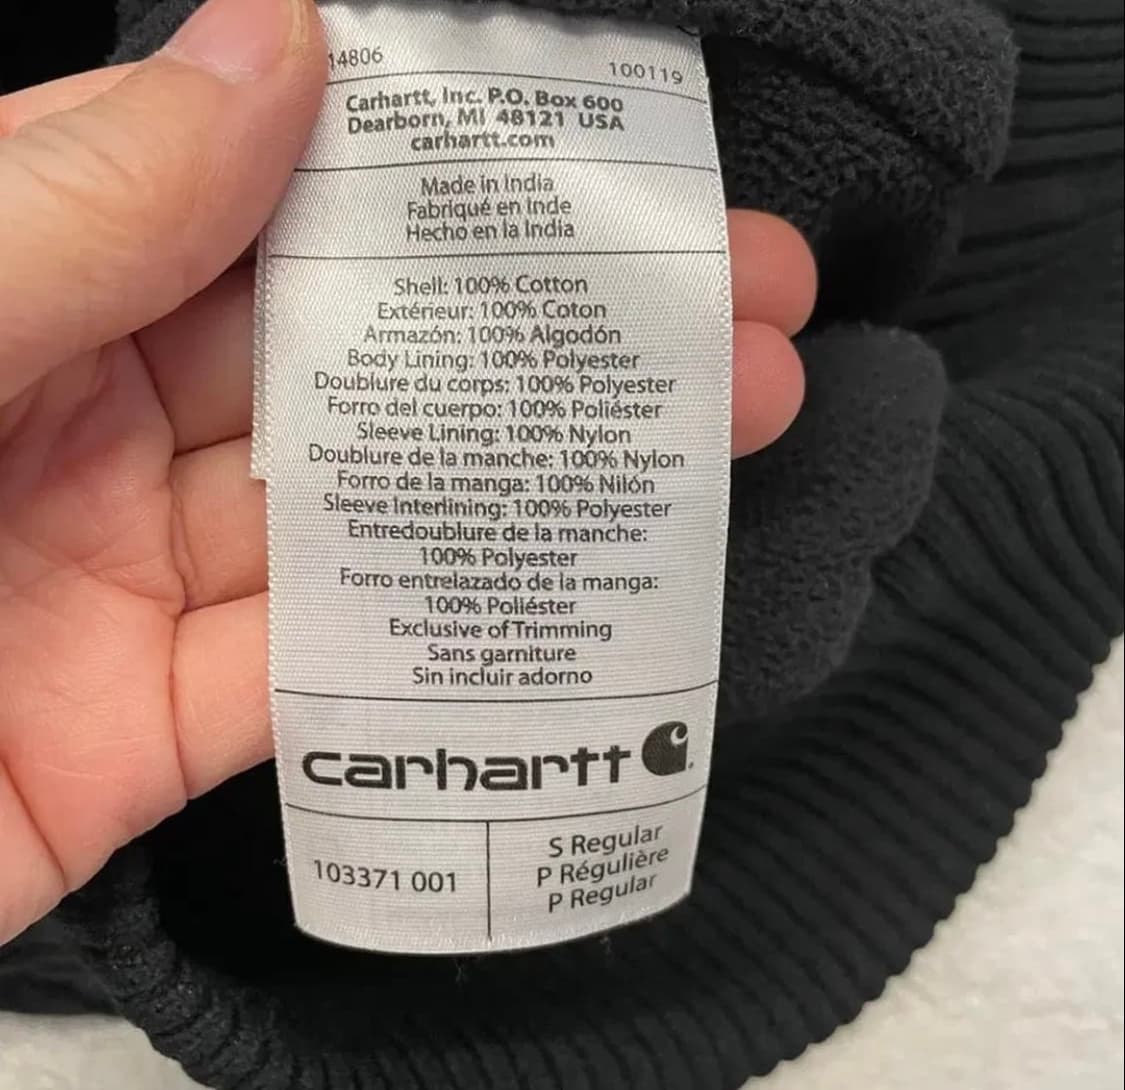 14806
100119
Carhartt, Inc. P.O. Box 600
Dearborn, MI 48121 USA
carhartt.com
Made in India
Fabriqué en Inde
Hecho en la India
Shell: 100% Cotton
Extérieur: 100% Coton
Armazón: 100% Algodón
Body Lining: 100% Polyester
Doublure du corps: 100% Polyester
Forro del cuerpo: 100% Poliéster
Sleeve Lining: 100% Nylon
Doublure de la manche: 100% Nylon
Forro de la manga: 100% Nilón
Sleeve Interlining: 100% Polyester
Entredoublure de la manche:
100% Polyester
Forro entrelazado de la manga:
100% Poliéster
Exclusive of Trimming
Sans garniture
Sin incluir adorno
carhartt
103371 001
S Regular
P Régulière
P Regular